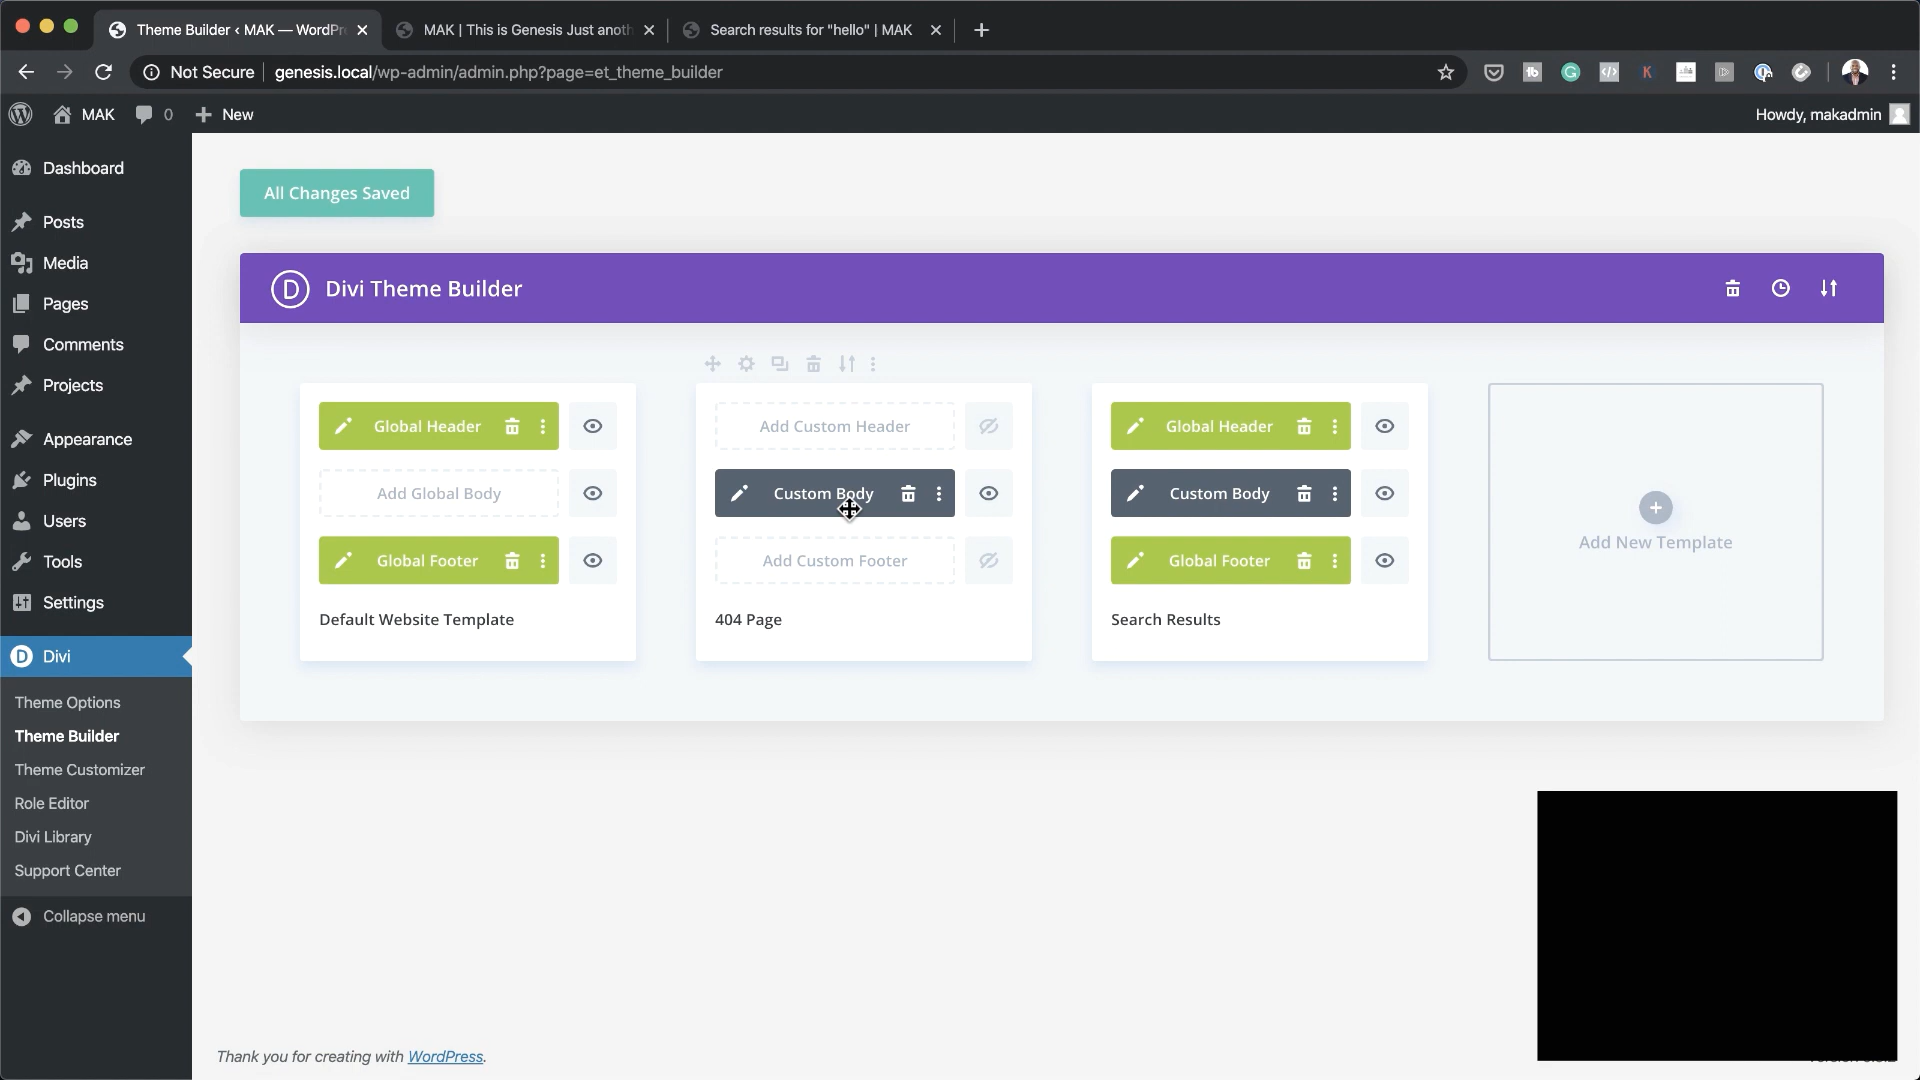 Theme Builder ‹ MAK — WordPr
MAK | This is Genesis Just anoth
Search results for "hello" | MAK
Not Secure
genesis.local/wp-admin/admin.php?page=et_theme_builder
MAK
0
New
Howdy, makadmin
Dashboard
Posts
Media
Pages
Comments
Projects
Appearance
Plugins
Users
Tools
Settings
Divi
Theme Options
Theme Builder
Theme Customizer
Role Editor
Divi Library
Support Center
Collapse menu
All Changes Saved
D
Divi Theme Builder
Global Header
Add Global Body
Global Footer
Default Website Template
Add Custom Header
Custom Body
Add Custom Footer
404 Page
Global Header
Custom Body
Global Footer
Search Results
Add New Template
Thank you for creating with WordPress.